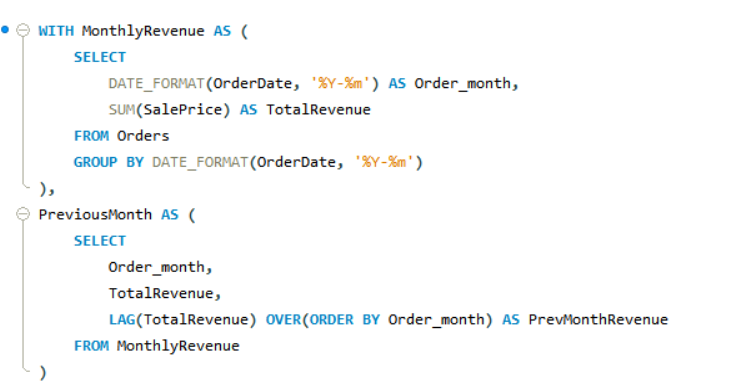 WITH MonthlyRevenue AS (
SELECT
DATE_FORMAT(OrderDate, '%Y-%m') AS Order_month,
SUM(SalePrice) AS TotalRevenue
FROM Orders
GROUP BY DATE_FORMAT(OrderDate, '%Y-%m')
),
PreviousMonth AS (
SELECT
Order_month,
TotalRevenue,
LAG(TotalRevenue) OVER(ORDER BY Order_month) AS PrevMonthRevenue
FROM MonthlyRevenue
)